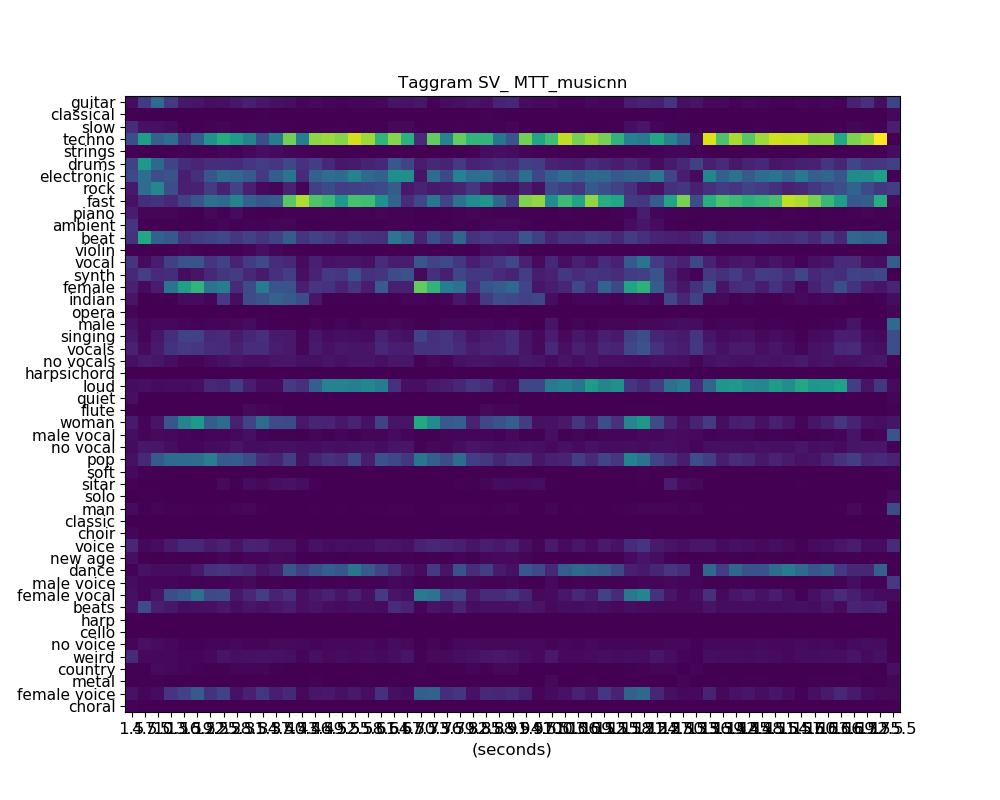 Taggram SV_ MTT_musicnn
guitar
classical
slow
techno
strings
drums
electronic
rock
fast
piano
ambient
beat
violin
vocal
synth
female
indian
opera
male
singing
vocals
no vocals
harpsichord
loud
quiet
flute
woman
male vocal
no vocal
pop
soft
sitar
solo
man
classic
choir
voice
new age
dance
male voice
female vocal
beats
harp
cello
no voice
weird
country
metal
female voice
choral
(seconds)